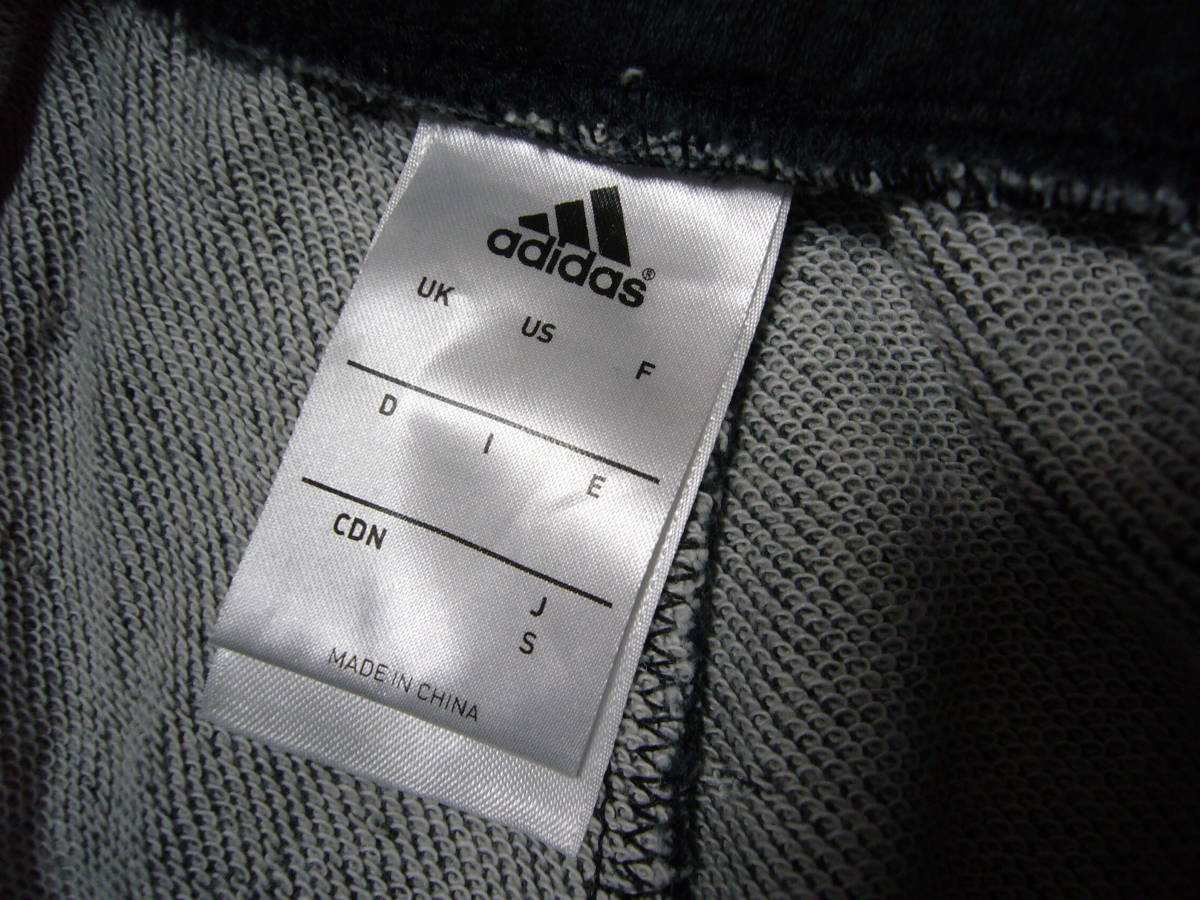 adidas®
UK US F
D I E
CDN J
S
MADE IN CHINA